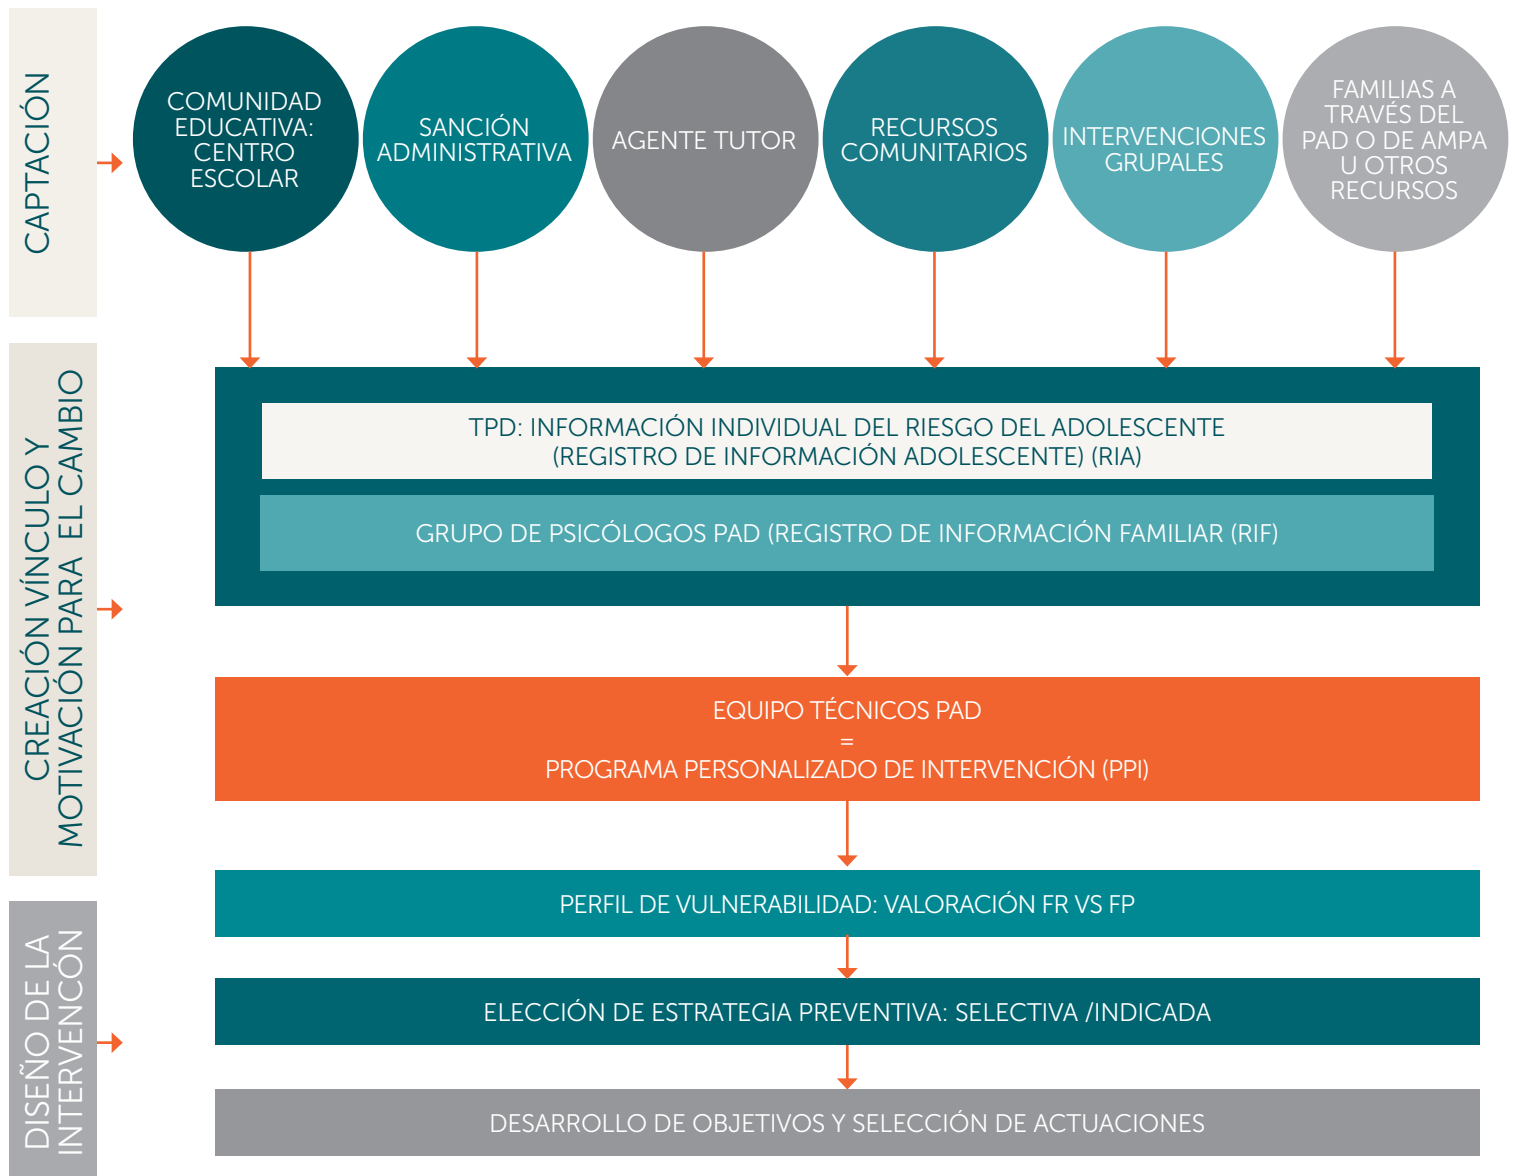 CAPTACIÓN
COMUNIDAD
EDUCATIVA:
CENTRO
ESCOLAR
SANCIÓN
ADMINISTRATIVA
AGENTE TUTOR
RECURSOS
COMUNITARIOS
INTERVENCIONES
GRUPALES
FAMILIAS A
TRAVÉS DEL
PAD O DE AMPA
U OTROS
RECURSOS
CREACIÓN VÍNCULO Y
MOTIVACIÓN PARA EL CAMBIO
TPD: INFORMACIÓN INDIVIDUAL DEL RIESGO DEL ADOLESCENTE
(REGISTRO DE INFORMACIÓN ADOLESCENTE) (RIA)
GRUPO DE PSICÓLOGOS PAD (REGISTRO DE INFORMACIÓN FAMILIAR (RIF)
EQUIPO TÉCNICOS PAD
=
PROGRAMA PERSONALIZADO DE INTERVENCIÓN (PPI)
DISEÑO DE LA
INTERVENCÓN
PERFIL DE VULNERABILIDAD: VALORACIÓN FR VS FP
ELECCIÓN DE ESTRATEGIA PREVENTIVA: SELECTIVA /INDICADA
DESARROLLO DE OBJETIVOS Y SELECCIÓN DE ACTUACIONES